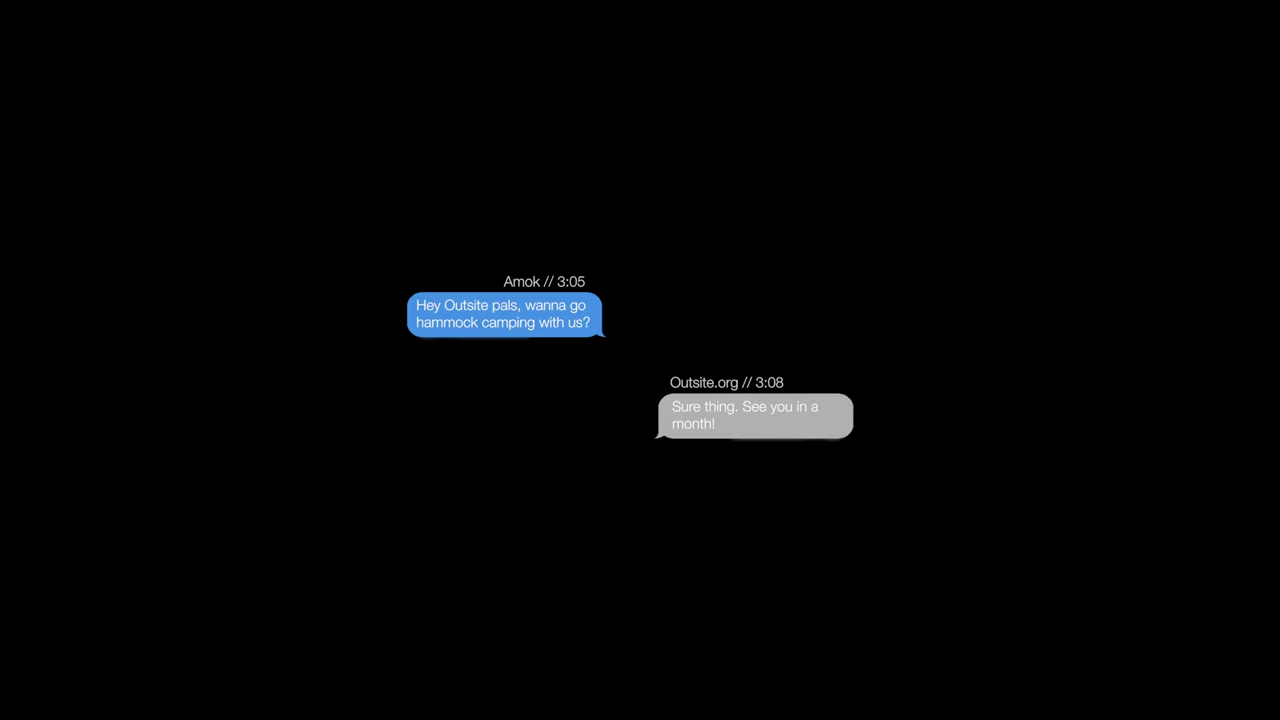 Amok // 3:05
Hey Outsite pals, wanna go
hammock camping with us?
Outsite.org // 3:08
Sure thing. See you in a
month!